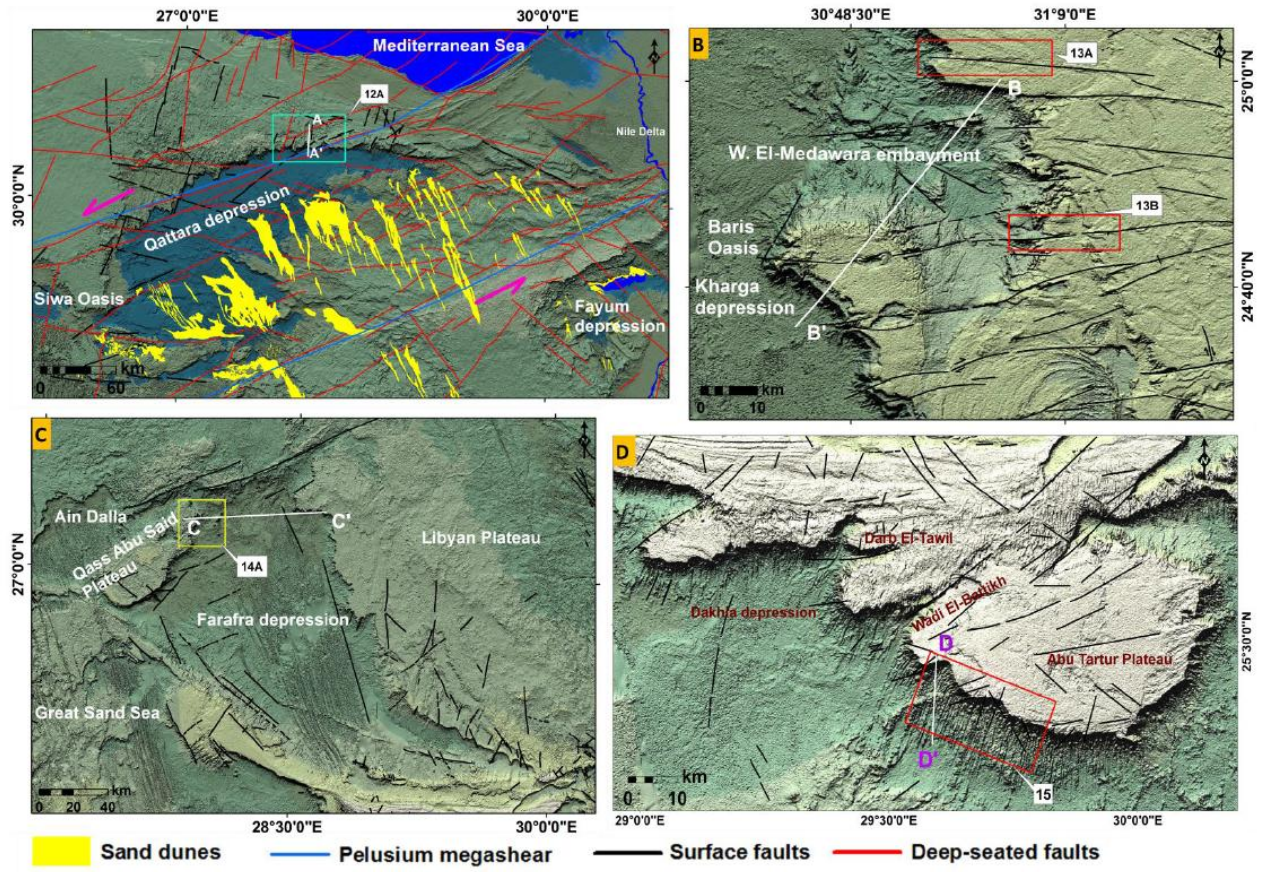 27°0'0"E
30°0'0"E
Mediterranean Sea
12A
A
A'
Nile Delta
30°0'0"N
Qattara depression
Siwa Oasis
Fayum
depression
km
0 60
30°48'30"E
31°9'0"E
B
13A
B
25°0'0"N
W. El-Medawara embayment
13B
Baris
Oasis
Kharga
depression
B'
24°40'0"N
km
0 10
C
Ain Dalla
C
C'
Qass Abu Said
Plateau
14A
Libyan Plateau
27°0'0"N
Farafra depression
Great Sand Sea
km
0 20 40
28°30'0"E
30°0'0"E
D
Darb El-Tawil
Wadi El-Battikh
Dakhla depression
D
Abu Tartur Plateau
25°30'0"N
D'
km
0 10
15
29°0'0"E
29°30'0"E
30°0'0"E
Sand dunes
Pelusium megashear
Surface faults
Deep-seated faults